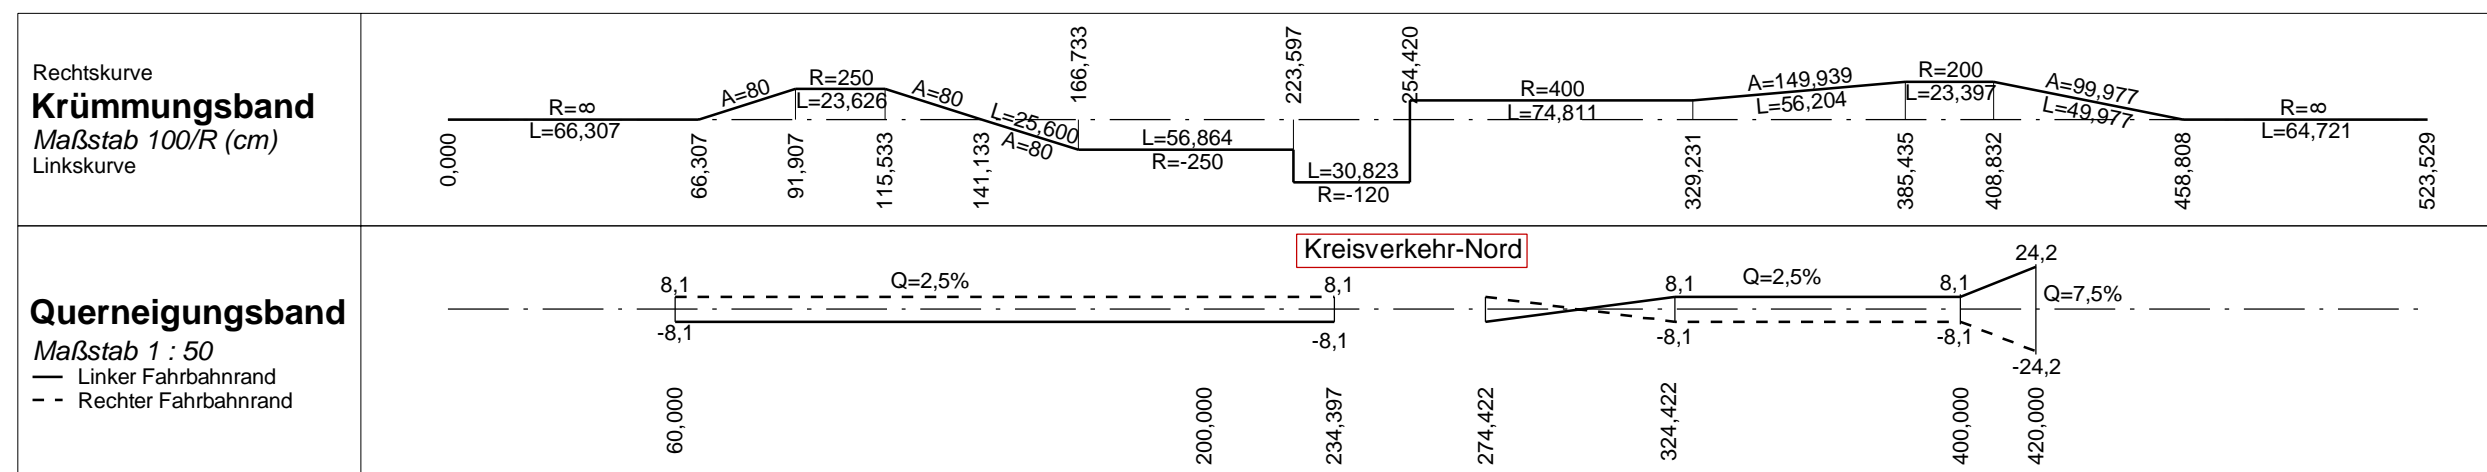 Rechtskurve
Krümmungsband
Maßstab 100/R (cm)
Linkskurve
R=∞
L=66,307
A=80
R=250
L=23,626
A=80
L=25,600
A=80
166,733
L=56,864
R=-250
223,597
L=30,823
R=-120
254,420
R=400
L=74,811
A=149,939
L=56,204
R=200
L=23,397
A=99,977
L=49,977
R=∞
L=64,721
0,000
66,307
91,907
115,533
141,133
329,231
385,435
408,832
458,808
523,529
Kreisverkehr-Nord
Querneigungsband
Maßstab 1 : 50
Linker Fahrbahnrand
Rechter Fahrbahnrand
8,1
Q=2,5%
8,1
8,1
Q=2,5%
8,1
24,2
Q=7,5%
-8,1
-8,1
-8,1
-8,1
-24,2
60,000
200,000
234,397
274,422
324,422
400,000
420,000